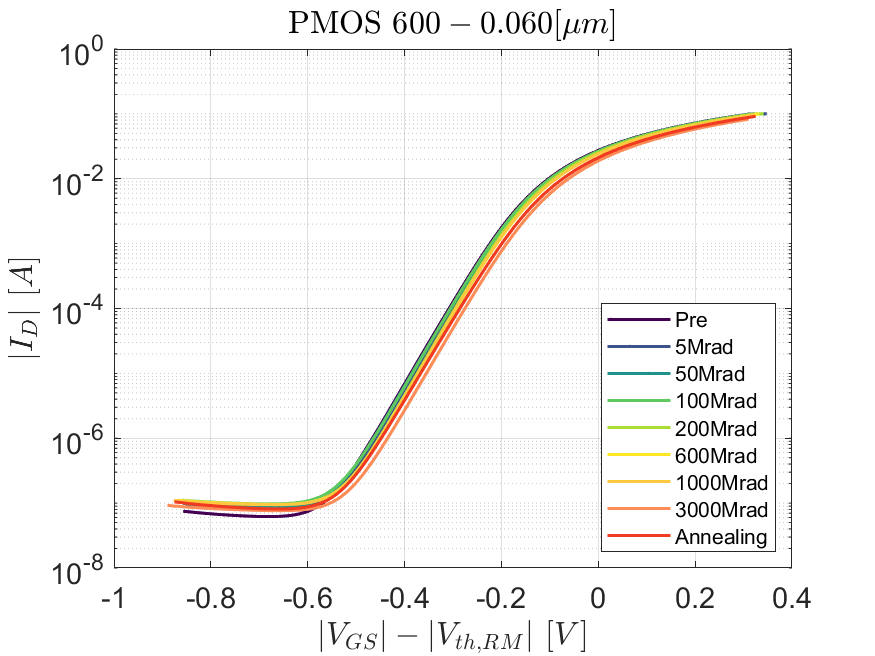 PMOS 600 − 0.060[μm]
10^0
10^-2
10^-4
10^-6
10^-8
|I_D| [A]
Pre
5Mrad
50Mrad
100Mrad
200Mrad
600Mrad
1000Mrad
3000Mrad
Annealing
-1 -0.8 -0.6 -0.4 -0.2 0 0.2 0.4
|V_GS| − |V_th,RM| [V]